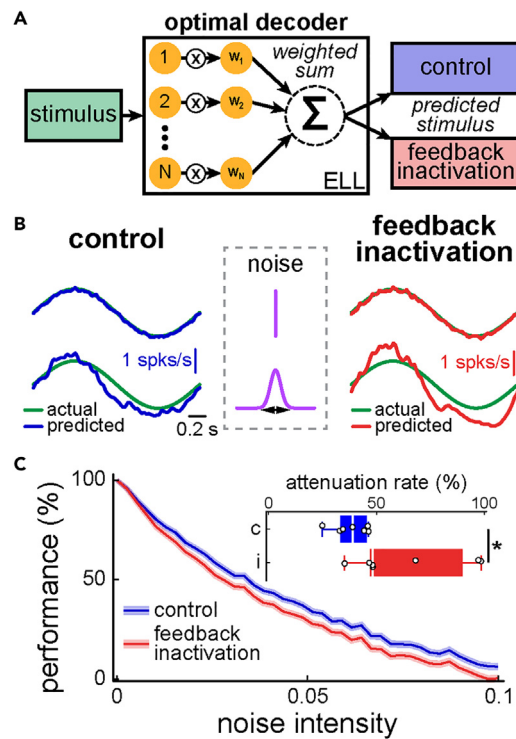 A
optimal decoder
stimulus
1 x w1
2 x w2
N x wN
weighted
sum
Σ
ELL
control
predicted
stimulus
feedback
inactivation
B
control
noise
feedback
inactivation
1 spks/s
actual
predicted
0.2 s
1 spks/s
actual
predicted
C
performance (%)
100
50
0
attenuation rate (%)
0 50 100
c
i
*
control
feedback
inactivation
0 0.05 0.1
noise intensity